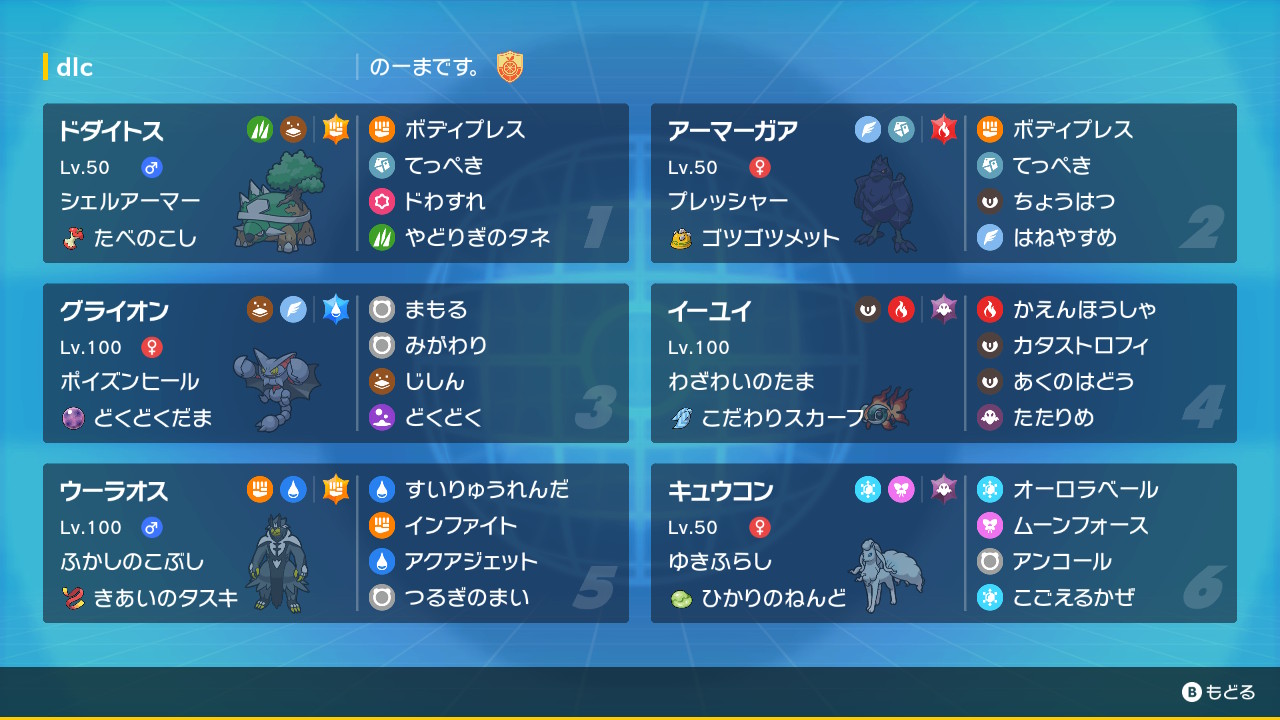 dlc
のーまです。
ドダイトス
Lv.50
シェルアーマー
たべのこし
ボディプレス
てっぺき
ドわすれ
やどりぎのタネ
1
アーマーガア
Lv.50
プレッシャー
ゴツゴツメット
ボディプレス
てっぺき
ちょうはつ
はねやすめ
2
グライオン
Lv.100
ポイズンヒール
どくどくだま
まもる
みがわり
じしん
どくどく
3
イーユイ
Lv.100
わざわいのたま
こだわりスカーフ
かえんほうしゃ
カタストロフィ
あくのはどう
たたりめ
4
ウーラオス
Lv.100
ふかしのこぶし
きあいのタスキ
すいりゅうれんだ
インファイト
アクアジェット
つるぎのまい
5
キュウコン
Lv.50
ゆきふらし
ひかりのねんど
オーロラベール
ムーンフォース
アンコール
こごえるかぜ
6
B もどる